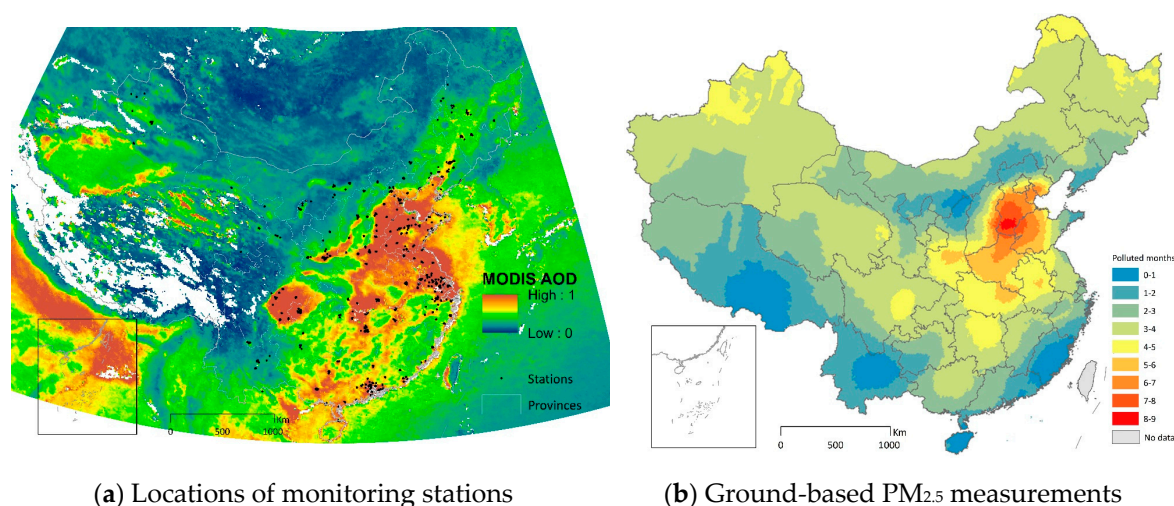 MODIS AOD
High : 1
Low : 0
Stations
Provinces
Km
0 500 1000
Polluted months
0-1
1-2
2-3
3-4
4-5
5-6
6-7
7-8
8-9
No data
Km
0 500 1000
(a) Locations of monitoring stations
(b) Ground-based PM2.5 measurements